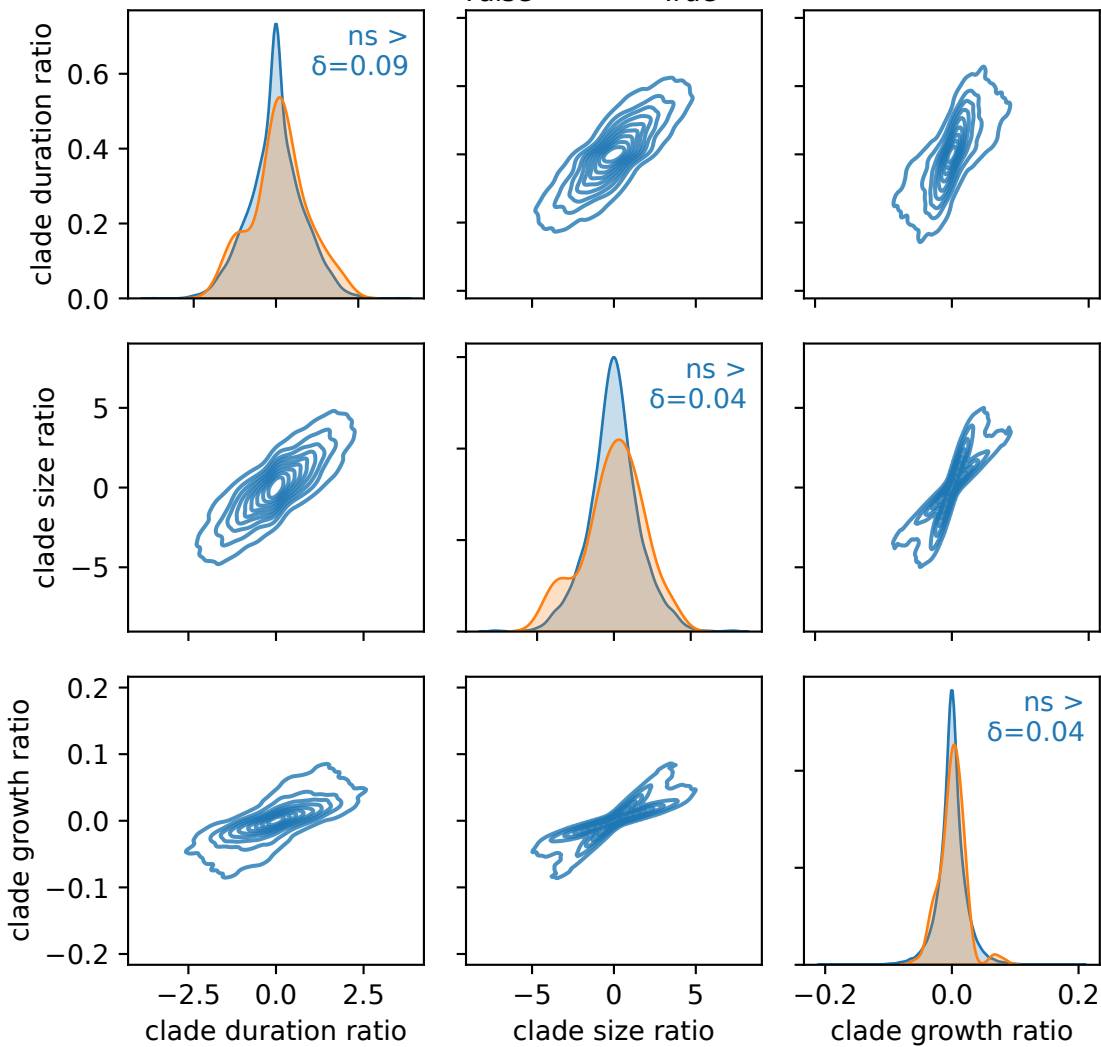 True
clade duration ratio
0.6
0.4
0.2
0.0
ns >
δ=0.09
clade size ratio
5
0
−5
ns >
δ=0.04
clade growth ratio
0.2
0.1
0.0
−0.1
−0.2
ns >
δ=0.04
−2.5 0.0 2.5
−5 0 5
−0.2 0.0 0.2
clade duration ratio
clade size ratio
clade growth ratio